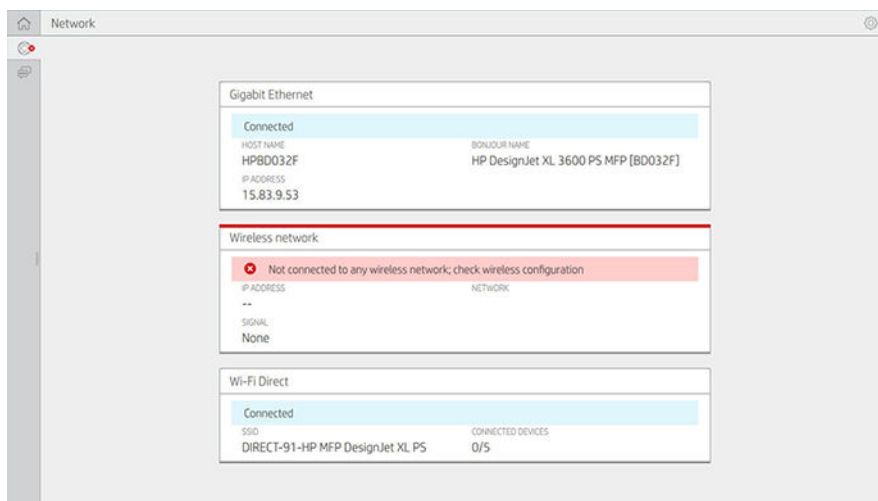 Network
Gigabit Ethernet
Connected
HOST NAME BONJOUR NAME
HPBD032F HP DesignJet XL 3600 PS MFP [BD032F]
IP ADDRESS
15.83.9.53
Wireless network
Not connected to any wireless network; check wireless configuration
IP ADDRESS NETWORK
--
SIGNAL
None
Wi-Fi Direct
Connected
SSID CONNECTED DEVICES
DIRECT-91-HP MFP DesignJet XL PS 0/5